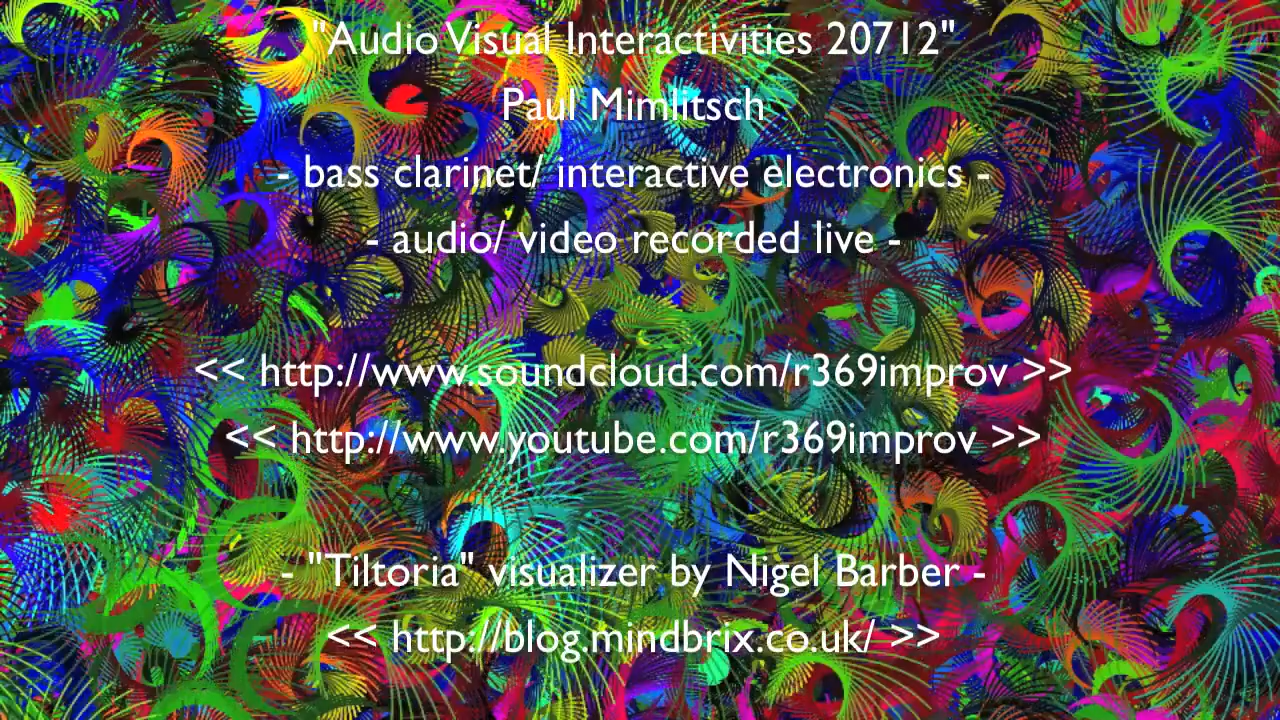 "Audio Visual Interactivities 20712"
Paul Mimlitsch
- bass clarinet/ interactive electronics -
- audio/ video recorded live -
<< http://www.soundcloud.com/r369improv >>
<< http://www.youtube.com/r369improv >>
- "Tiltoria" visualizer by Nigel Barber -
<< http://blog.mindbrix.co.uk/ >>